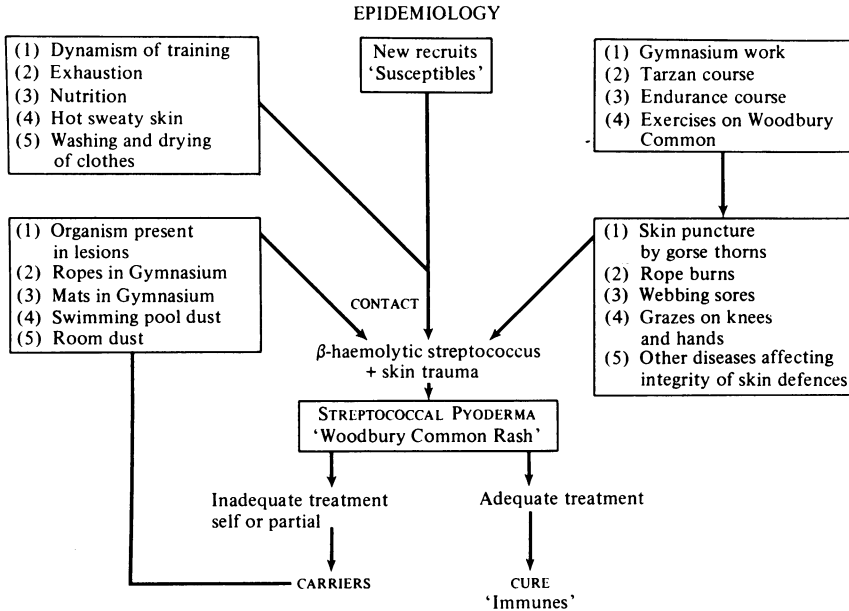 EPIDEMIOLOGY
(1) Dynamism of training
(2) Exhaustion
(3) Nutrition
(4) Hot sweaty skin
(5) Washing and drying
of clothes
New recruits
‘Susceptibles’
(1) Gymnasium work
(2) Tarzan course
(3) Endurance course
(4) Exercises on Woodbury
Common
(1) Organism present
in lesions
(2) Ropes in Gymnasium
(3) Mats in Gymnasium
(4) Swimming pool dust
(5) Room dust
CONTACT
(1) Skin puncture
by gorse thorns
(2) Rope burns
(3) Webbing sores
(4) Grazes on knees
and hands
(5) Other diseases affecting
integrity of skin defences
β-haemolytic streptococcus
+ skin trauma
STREPTOCOCCAL PYODERMA
‘Woodbury Common Rash’
Inadequate treatment
self or partial
Adequate treatment
CARRIERS
CURE
‘Immunes’